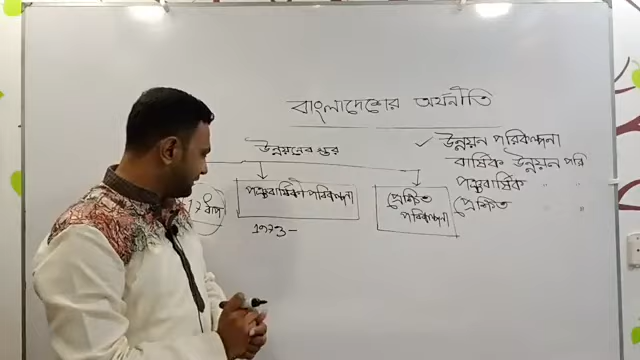 বাংলাদেশের অর্থনীতি
উন্নয়নের স্তর
পঞ্চবার্ষিকী পরিকল্পনা
১৯৭৩-
প্রেক্ষিত
পরিকল্পনা
✓ উন্নয়ন পরিকল্পনা
বার্ষিক উন্নয়ন পরি
পঞ্চবার্ষিক " "
প্রেক্ষিত